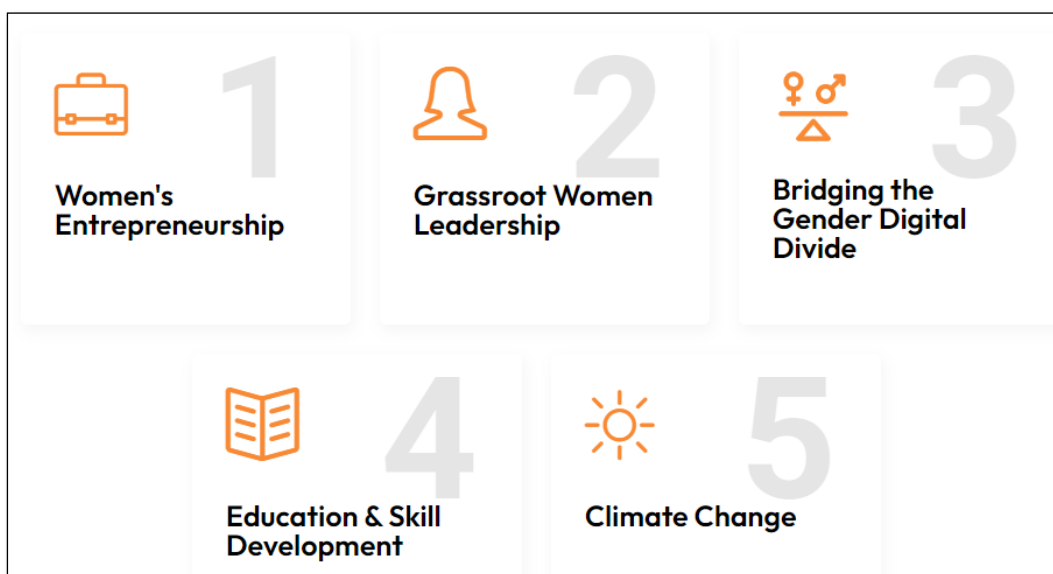 1
Women's
Entrepreneurship
2
Grassroot Women
Leadership
3
Bridging the
Gender Digital
Divide
4
Education & Skill
Development
5
Climate Change